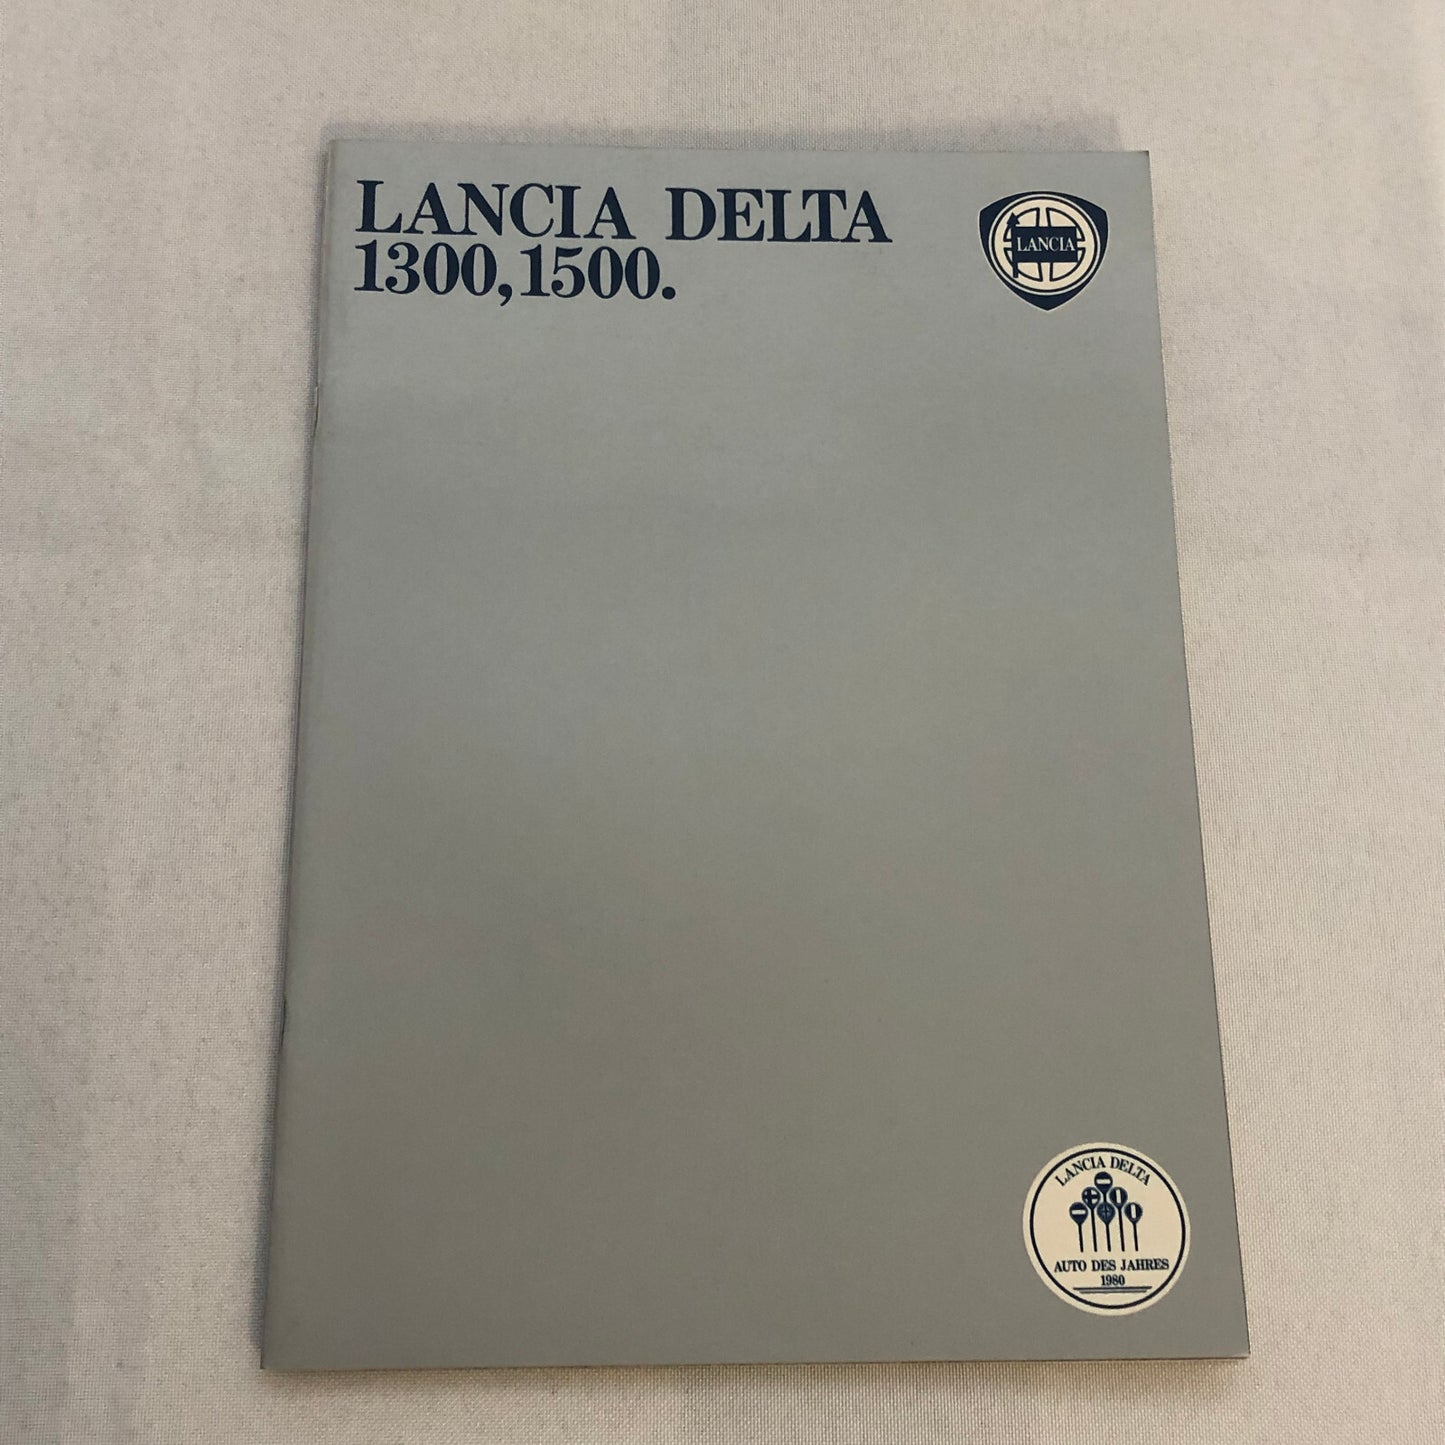 LANCIA DELTA
1300, 1500.
LANCIA
LANCIA DELTA
AUTO DES JAHRES
1980